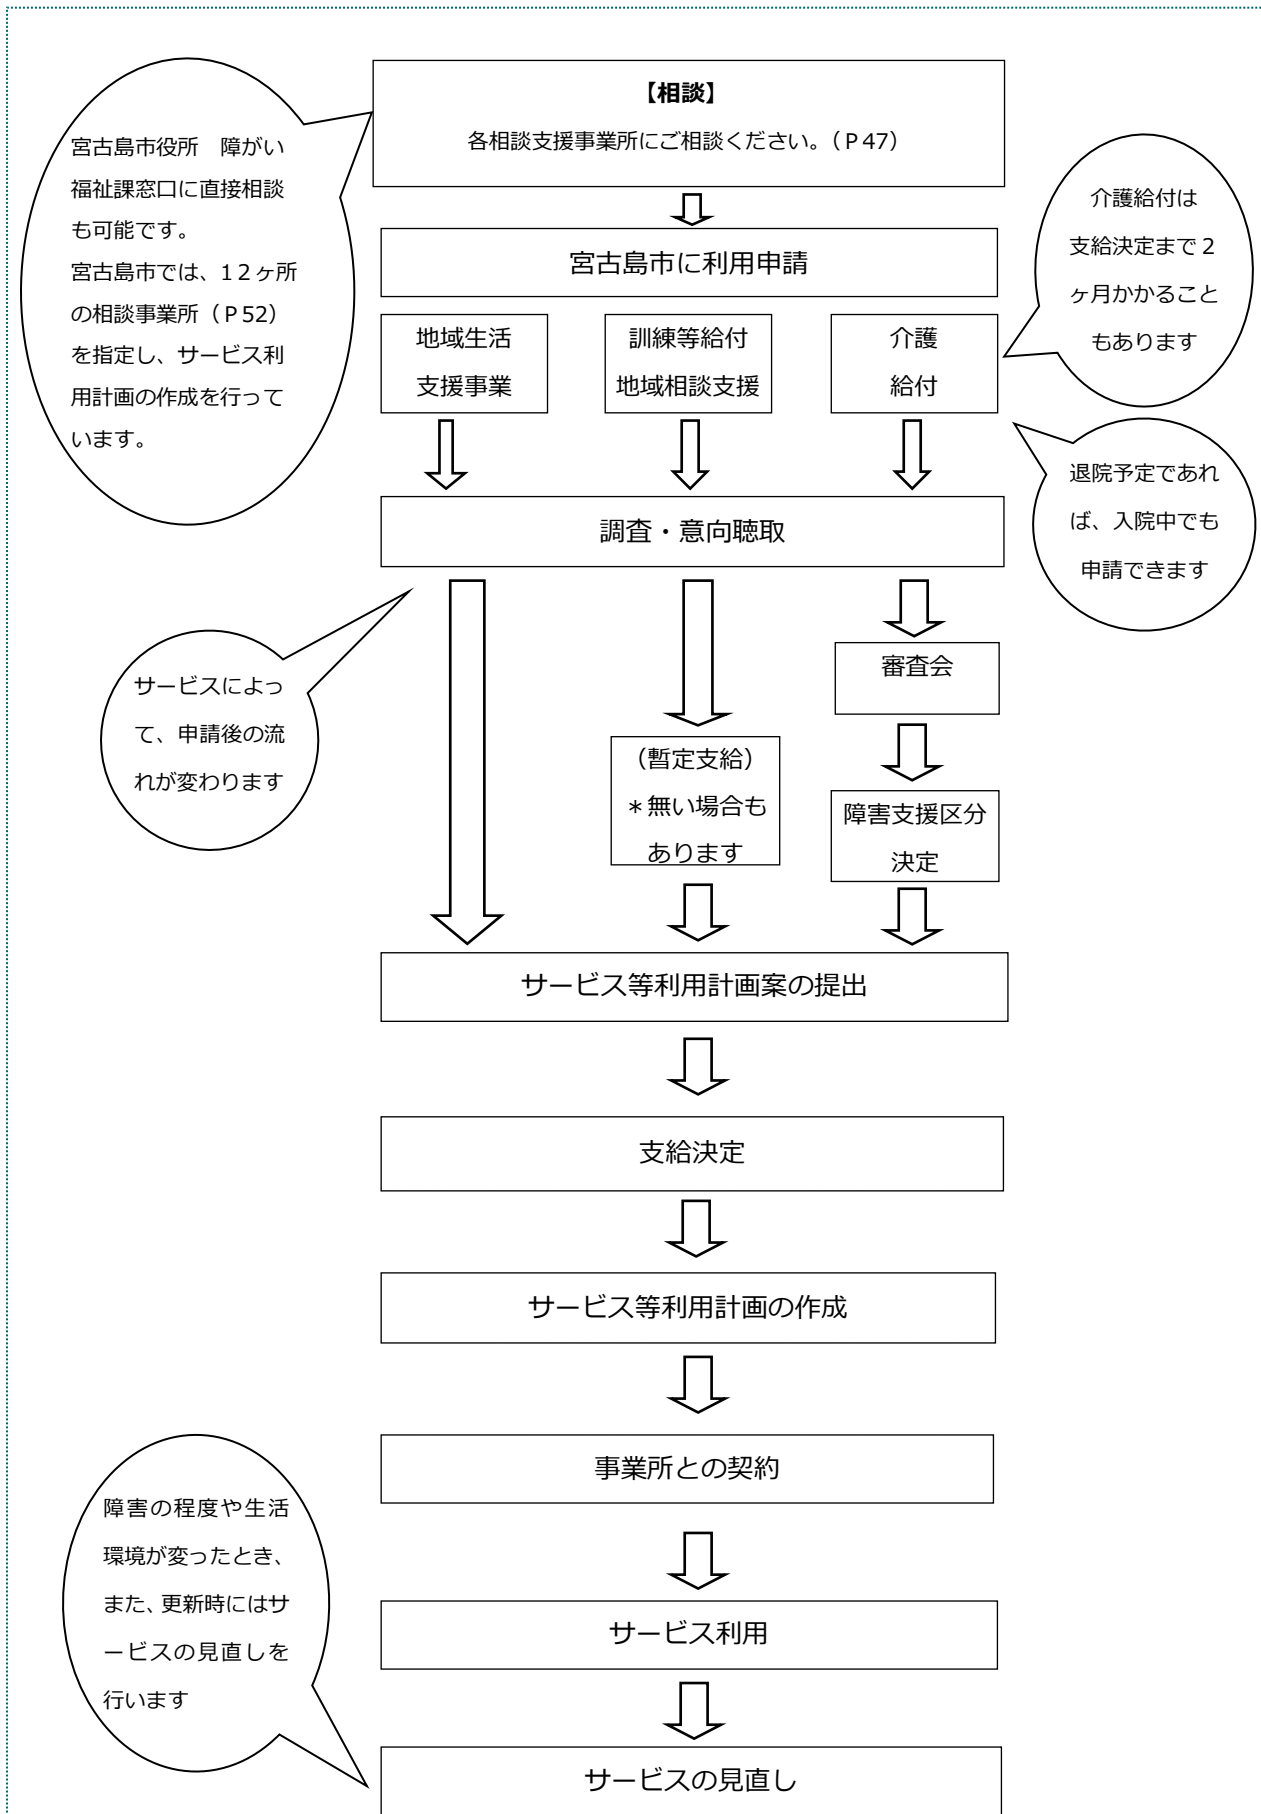 【相談】
各相談支援事業所にご相談ください。（P47）
宮古島市役所　障がい
福祉課窓口に直接相談
も可能です。
宮古島市では、12ヶ所
の相談事業所（P52）
を指定し、サービス利
用計画の作成を行って
います。
宮古島市に利用申請
介護給付は
支給決定まで2
ヶ月かかること
もあります
地域生活
支援事業
訓練等給付
地域相談支援
介護
給付
退院予定であれ
ば、入院中でも
申請できます
調査・意向聴取
サービスによっ
て、申請後の流
れが変わります
審査会
（暫定支給）
＊無い場合も
あります
障害支援区分
決定
サービス等利用計画案の提出
支給決定
サービス等利用計画の作成
事業所との契約
障害の程度や生活
環境が変ったとき、
また、更新時にはサ
ービスの見直しを
行います
サービス利用
サービスの見直し